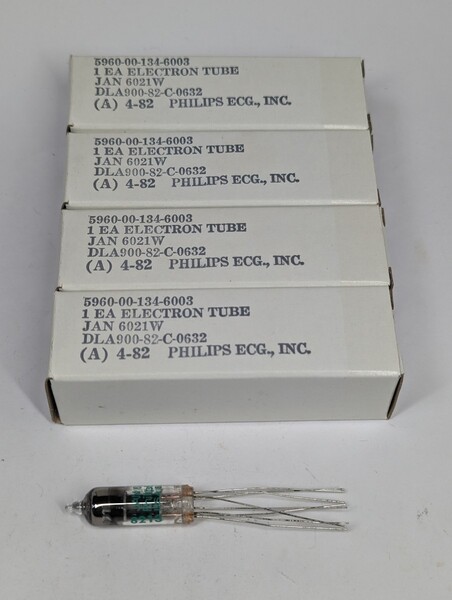 5960-00-134-6003
1 EA ELECTRON TUBE
JAN 6021W
DLA900-82-C-0632
(A) 4-82 PHILIPS ECG., INC.
5960-00-134-6003
1 EA ELECTRON TUBE
JAN 6021W
DLA900-82-C-0632
(A) 4-82 PHILIPS ECG., INC.
5960-00-134-6003
1 EA ELECTRON TUBE
JAN 6021W
DLA900-82-C-0632
(A) 4-82 PHILIPS ECG., INC.
5960-00-134-6003
1 EA ELECTRON TUBE
JAN 6021W
DLA900-82-C-0632
(A) 4-82 PHILIPS ECG., INC.